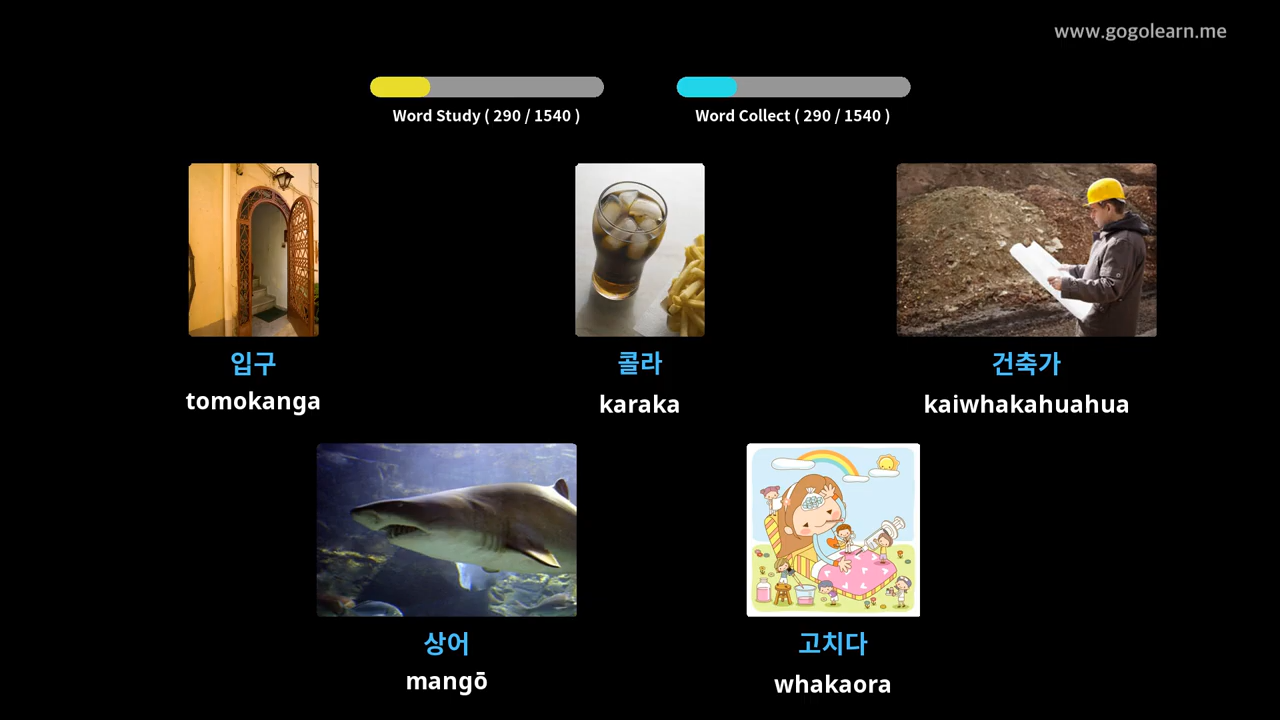 www.gogolearn.me
Word Study ( 290 / 1540 )
Word Collect ( 290 / 1540 )
입구
tomokanga
콜라
karaka
건축가
kaiwhakahuahua
상어
mangō
고치다
whakaora